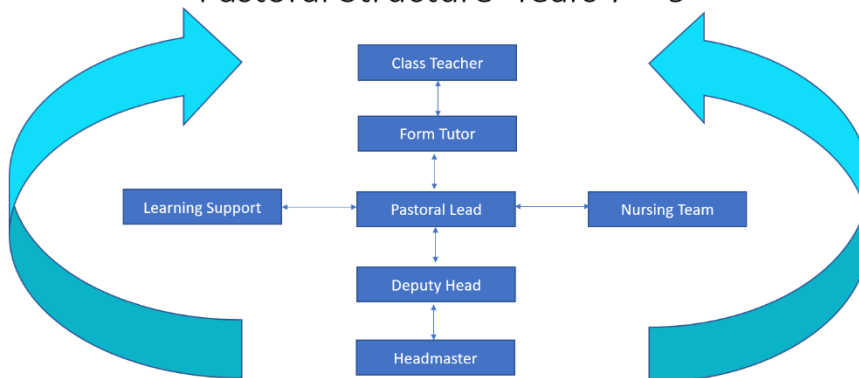 Class Teacher
Form Tutor
Learning Support
Pastoral Lead
Nursing Team
Deputy Head
Headmaster